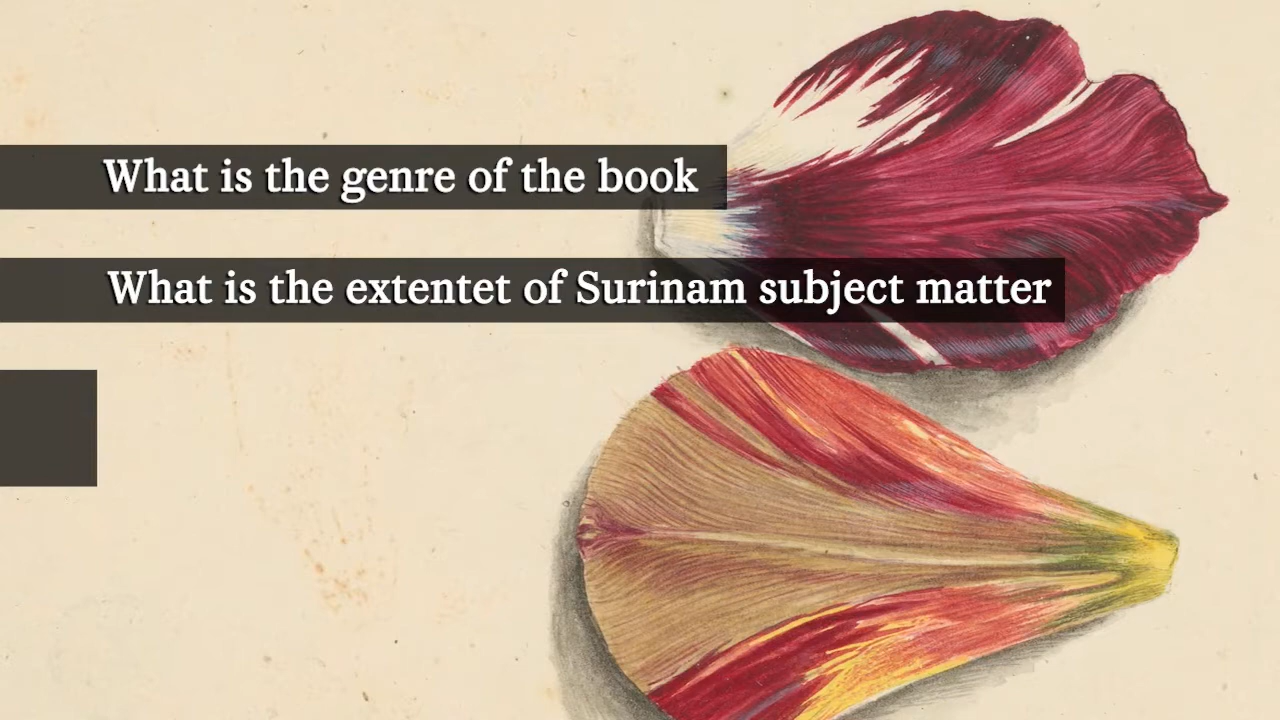 What is the genre of the book
What is the extentet of Surinam subject matter